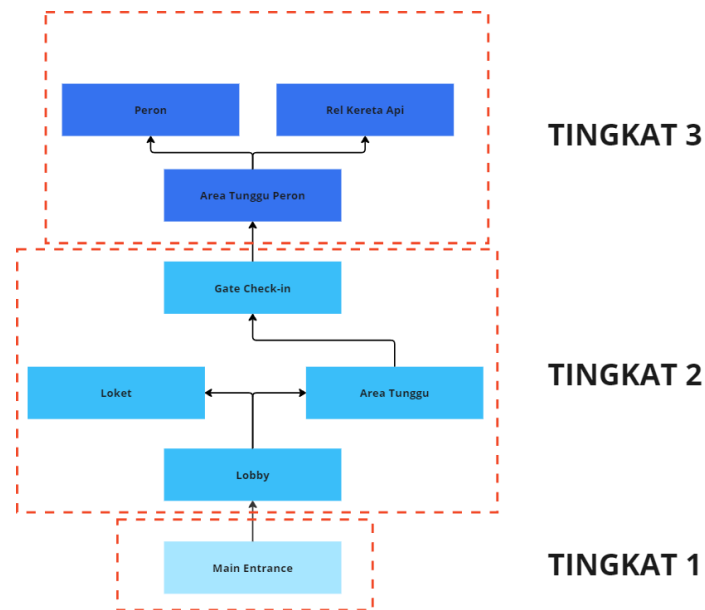 Peron
Rel Kereta Api
TINGKAT 3
Area Tunggu Peron
Gate Check-in
TINGKAT 2
Loket
Area Tunggu
Lobby
Main Entrance
TINGKAT 1